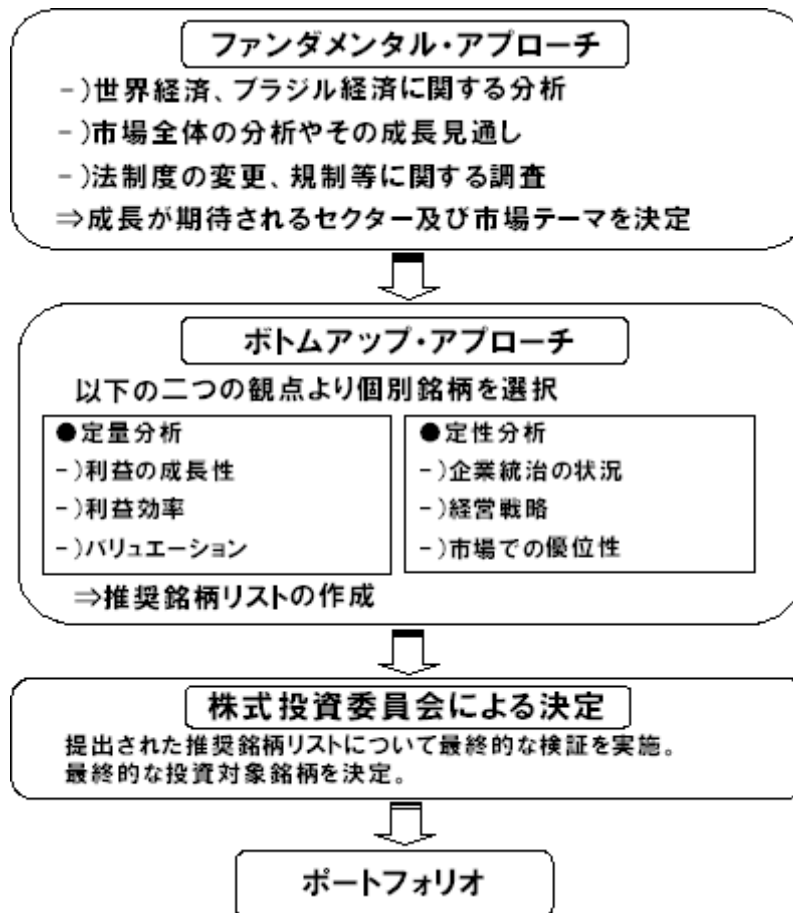 ファンダメンタル・アプローチ
-)世界経済、ブラジル経済に関する分析
-)市場全体の分析やその成長見通し
-)法制度の変更、規制等に関する調査
⇒成長が期待されるセクター及び市場テーマを決定
ボトムアップ・アプローチ
以下の二つの観点より個別銘柄を選択
●定量分析
-)利益の成長性
-)利益効率
-)バリュエーション
●定性分析
-)企業統治の状況
-)経営戦略
-)市場での優位性
⇒推奨銘柄リストの作成
株式投資委員会による決定
提出された推奨銘柄リストについて最終的な検証を実施。
最終的な投資対象銘柄を決定。
ポートフォリオ